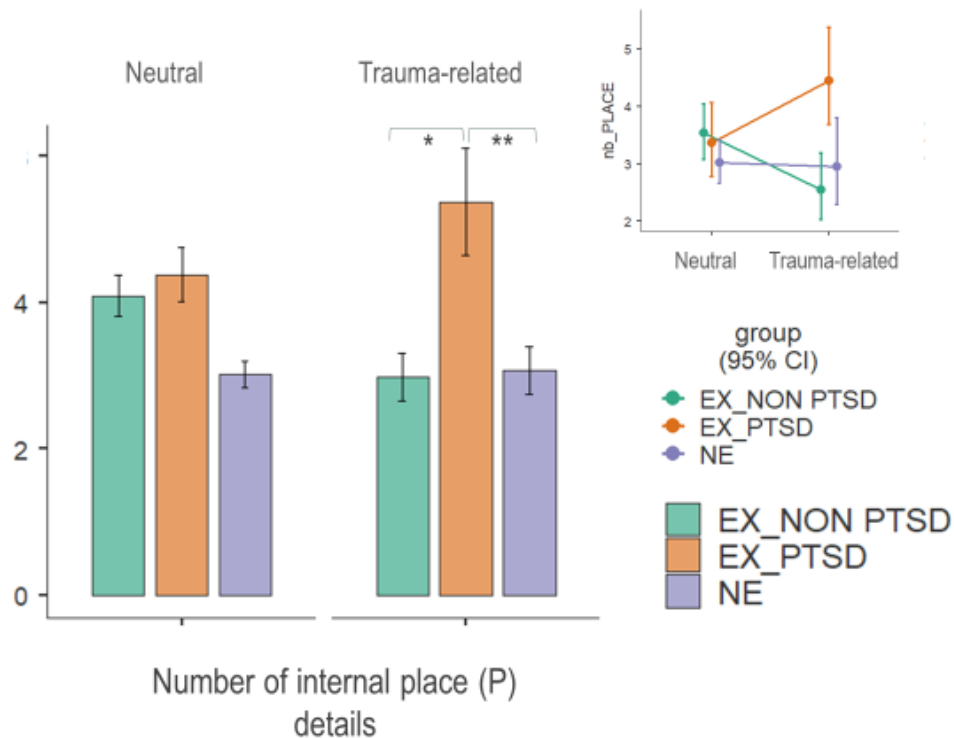 Neutral
Trauma-related
*
**
4
2
0
Number of internal place (P)
details
nb_PLACE
5
4
3
2
Neutral
Trauma-related
group
(95% CI)
EX_NON PTSD
EX_PTSD
NE
EX_NON PTSD
EX_PTSD
NE